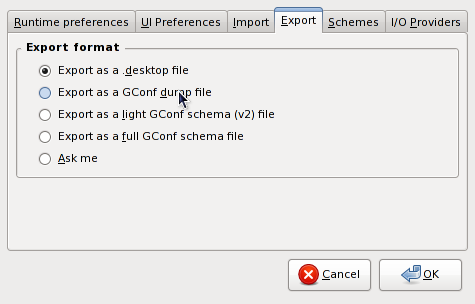 Runtime preferences UI Preferences Import Export Schemes I/O Providers
Export format
Export as a .desktop file
Export as a GConf dump file
Export as a light GConf schema (v2) file
Export as a full GConf schema file
Ask me
Cancel OK